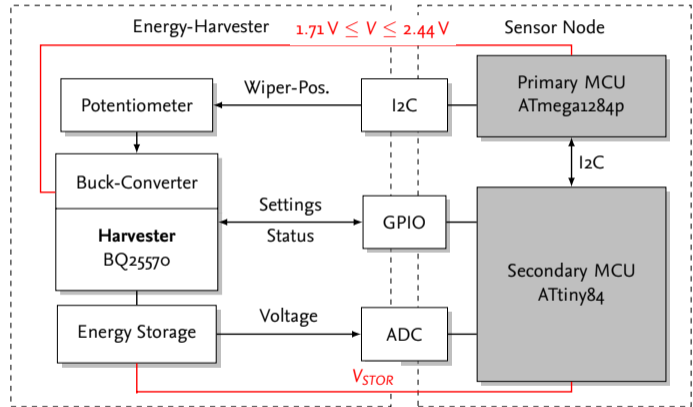 Energy-Harvester
1.71 V ≤ V ≤ 2.44 V
Sensor Node
Potentiometer
Wiper-Pos.
I2C
Primary MCU
ATmega1284p
I2C
Buck-Converter
Harvester
BQ25570
Settings
Status
GPIO
Secondary MCU
ATtiny84
Energy Storage
Voltage
ADC
VSTOR